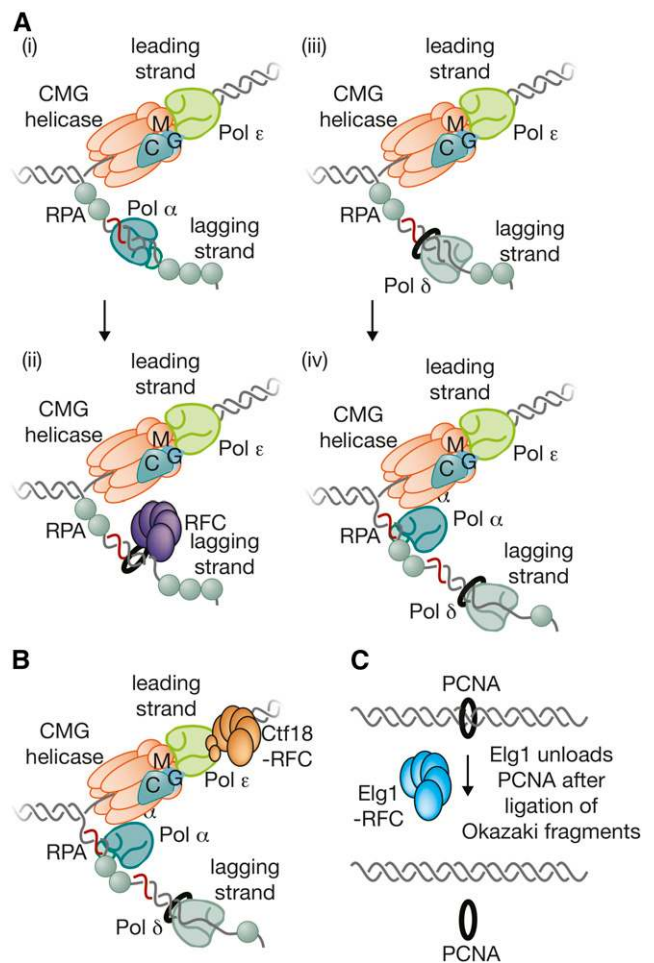 A
(i)
leading
strand
CMG
helicase
M
C
G
Pol ε
RPA
Pol α
lagging
strand
(iii)
leading
strand
CMG
helicase
M
C
G
Pol ε
RPA
lagging
strand
Pol δ
(ii)
leading
strand
CMG
helicase
M
C
G
Pol ε
RPA
RFC
lagging
strand
(iv)
leading
strand
CMG
helicase
M
C
G
Pol ε
α
RPA
Pol α
lagging
strand
Pol δ
B
leading
strand
CMG
helicase
M
C
G
Ctf18
-RFC
Pol ε
α
RPA
Pol α
lagging
strand
Pol δ
C
PCNA
Elg1
-RFC
Elg1 unloads
PCNA after
ligation of
Okazaki fragments
PCNA